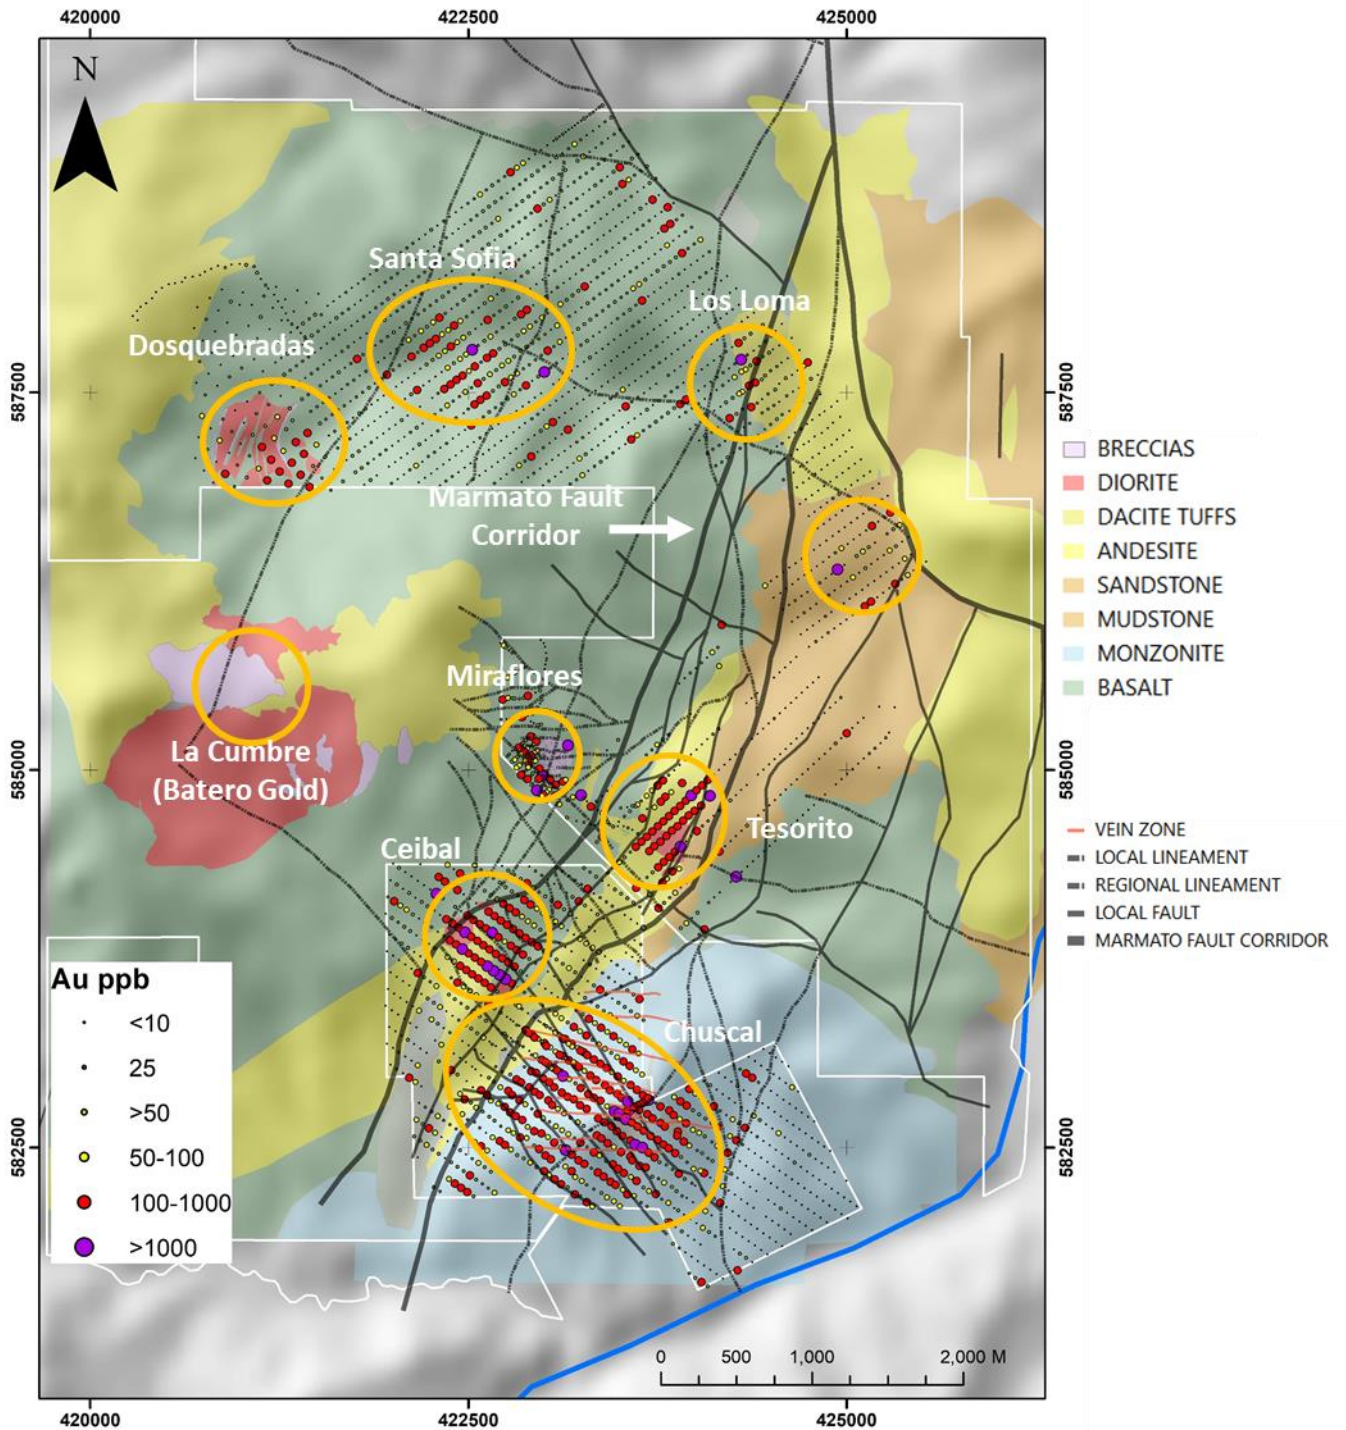 420000
422500
425000
N
Santa Sofia
Los Loma
Dosquebradas
587500
587500
BRECCIAS
DIORITE
DACITE TUFFS
ANDESITE
SANDSTONE
MUDSTONE
MONZONITE
BASALT
Marmato Fault
Corridor
Miraflores
La Cumbre
(Batero Gold)
585000
585000
Tesorito
Ceibal
VEIN ZONE
LOCAL LINEAMENT
REGIONAL LINEAMENT
LOCAL FAULT
MARMATO FAULT CORRIDOR
Au ppb
<10
25
>50
50-100
100-1000
>1000
Chuscal
582500
582500
0 500 1,000 2,000 M
420000
422500
425000